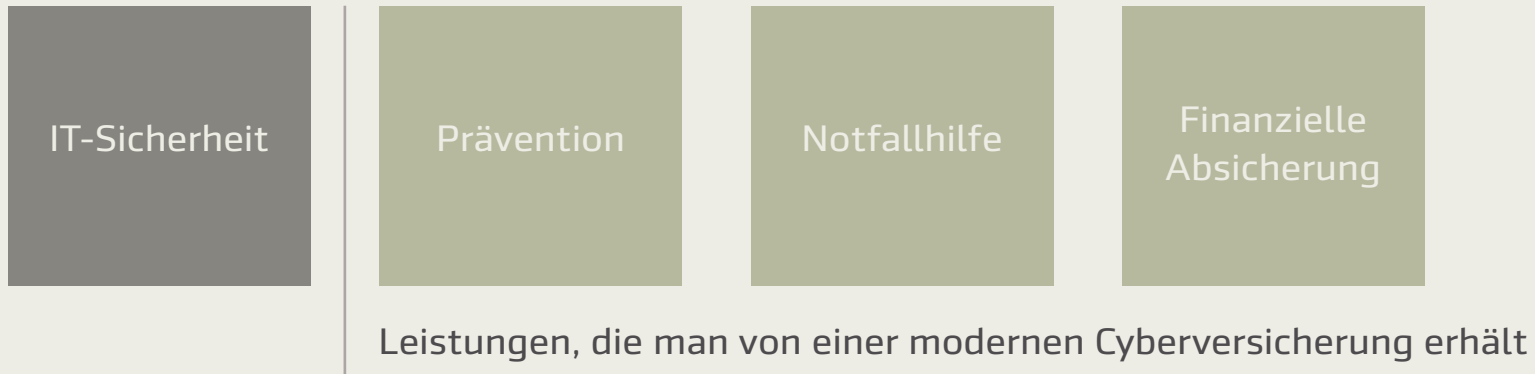 IT-Sicherheit
Prävention
Notfallhilfe
Finanzielle
Absicherung
Leistungen, die man von einer modernen Cyberversicherung erhält